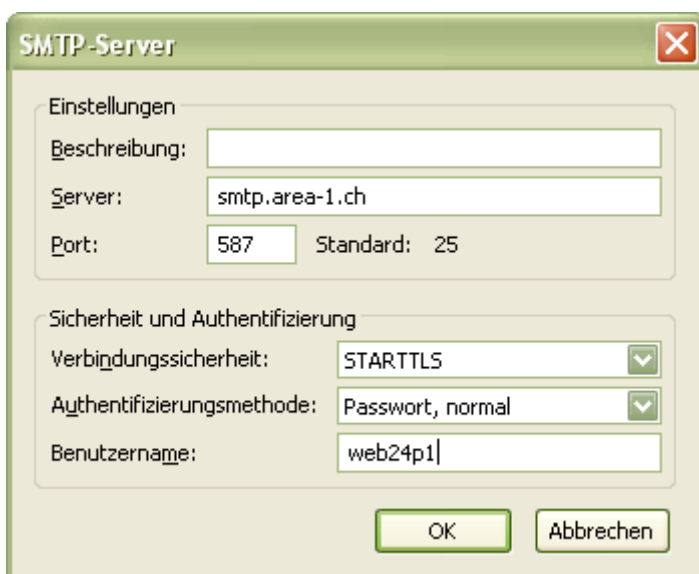 SMTP-Server
Einstellungen
Beschreibung:
Server: smtp.area-1.ch
Port: 587 Standard: 25
Sicherheit und Authentifizierung
Verbindungssicherheit: STARTTLS
Authentifizierungsmethode: Passwort, normal
Benutzername: web24p1
OK Abbrechen